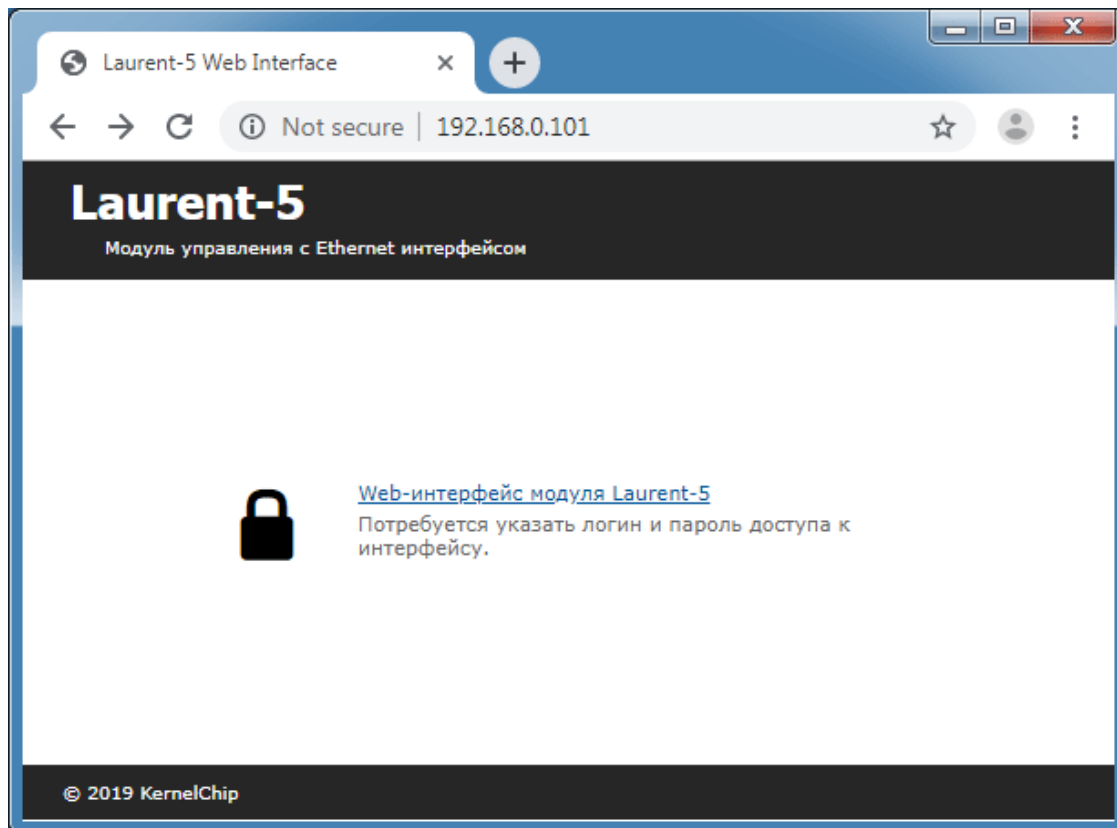 Laurent-5 Web Interface
Not secure | 192.168.0.101
Laurent-5
Модуль управления с Ethernet интерфейсом
Web-интерфейс модуля Laurent-5
Потребуется указать логин и пароль доступа к
интерфейсу.
© 2019 KernelChip